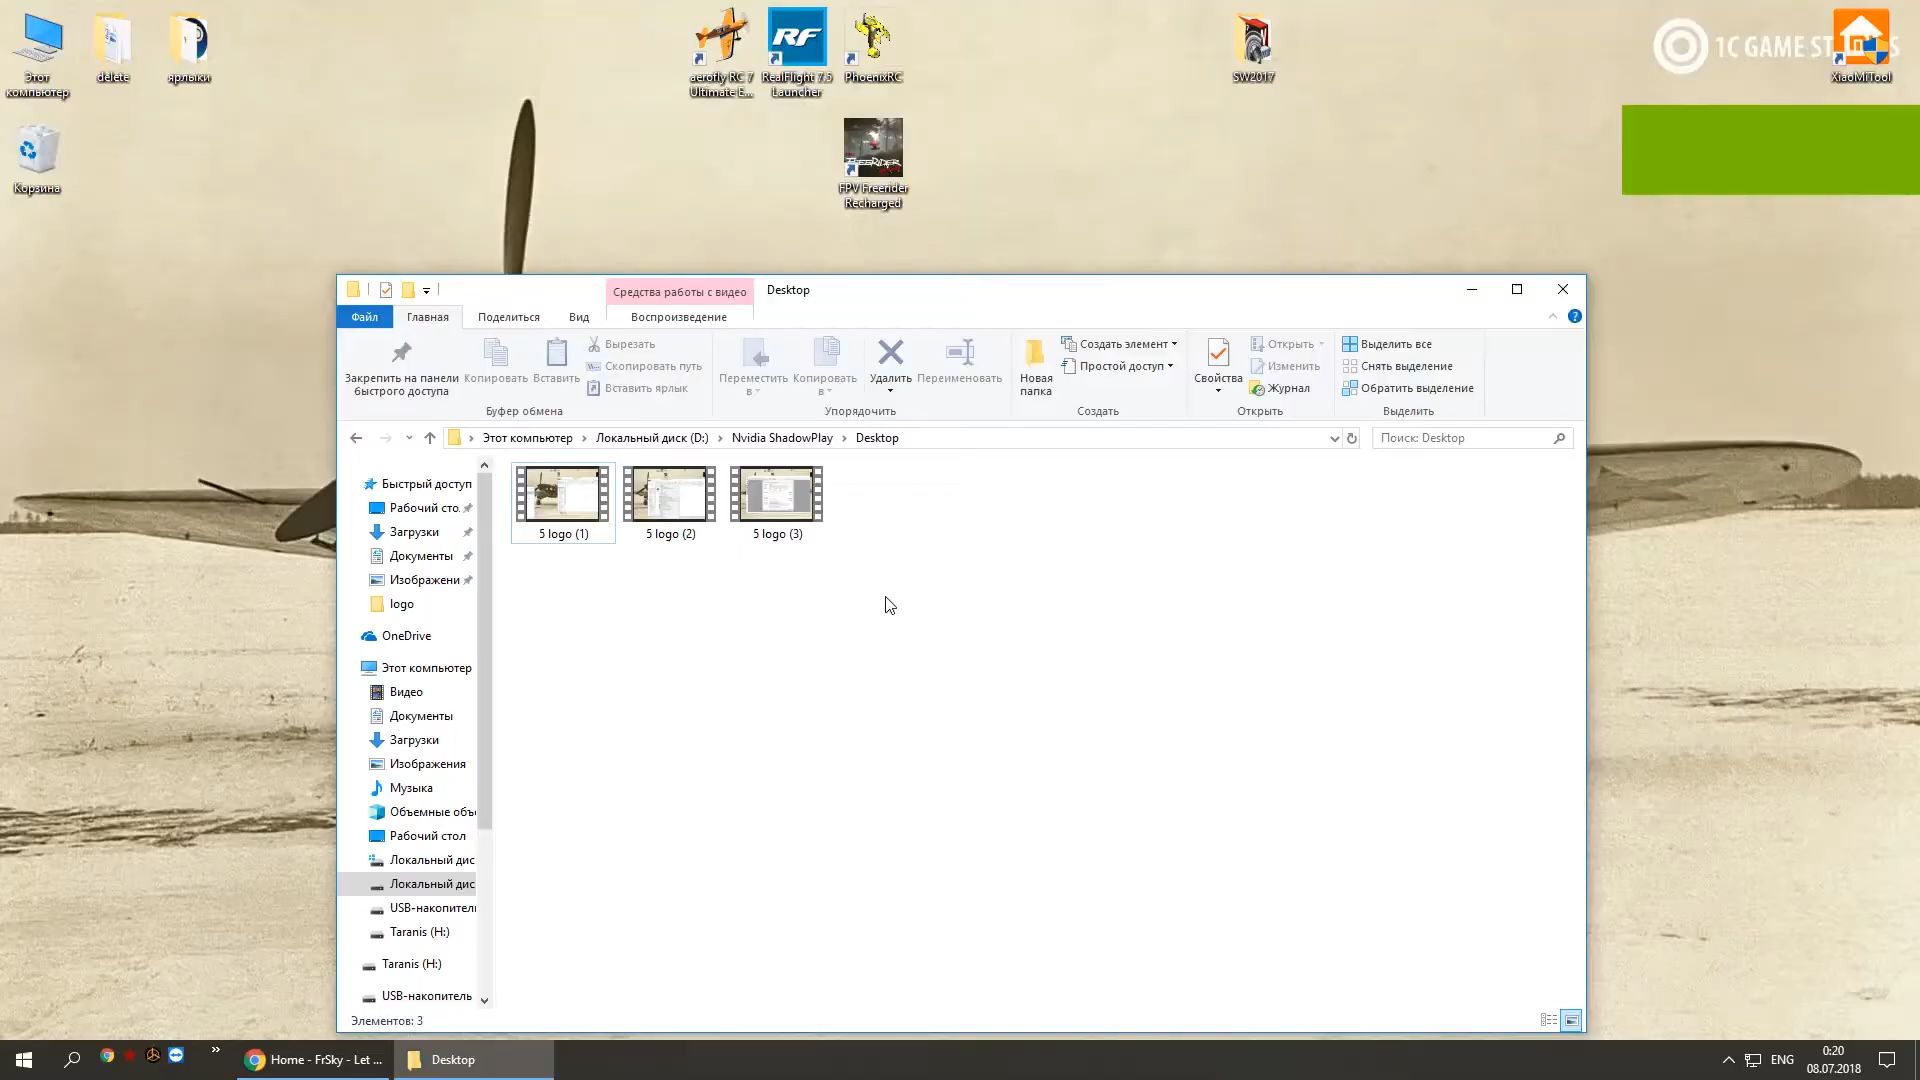 Этот
компьютер
delete
ярлыки
aerofly RC 7
Ultimate E...
RealFlight 7.5
Launcher
PhoenixRC
SW2017
1C GAME ST
XiaoMiTool
Корзина
FPV Freerider
Recharged
Средства работы с видео
Desktop
Файл
Главная
Поделиться
Вид
Воспроизведение
Закрепить на панели
быстрого доступа
Копировать
Вставить
Вырезать
Скопировать путь
Вставить ярлык
Буфер обмена
Переместить
в
Копировать
в
Удалить
Переименовать
Упорядочить
Новая
папка
Создать элемент
Простой доступ
Создать
Свойства
Открыть
Изменить
Журнал
Открыть
Выделить все
Снять выделение
Обратить выделение
Выделить
Этот компьютер › Локальный диск (D:) › Nvidia ShadowPlay › Desktop
Поиск: Desktop
Быстрый доступ
Рабочий сто.
Загрузки
Документы
Изображени
logo
OneDrive
Этот компьютер
Видео
Документы
Загрузки
Изображения
Музыка
Объемные объ
Рабочий стол
Локальный дис
Локальный дис
USB-накопител
Taranis (H:)
Taranis (H:)
USB-накопитель
5 logo (1)
5 logo (2)
5 logo (3)
Элементов: 3
Home - FrSky - Let ...
Desktop
ENG
0:20
08.07.2018